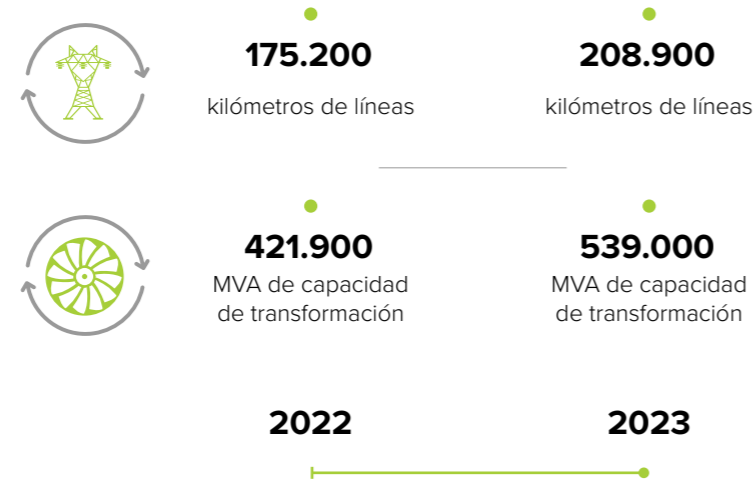 175.200
208.900
kilómetros de líneas
kilómetros de líneas
421.900
539.000
MVA de capacidad
de transformación
MVA de capacidad
de transformación
2022
2023